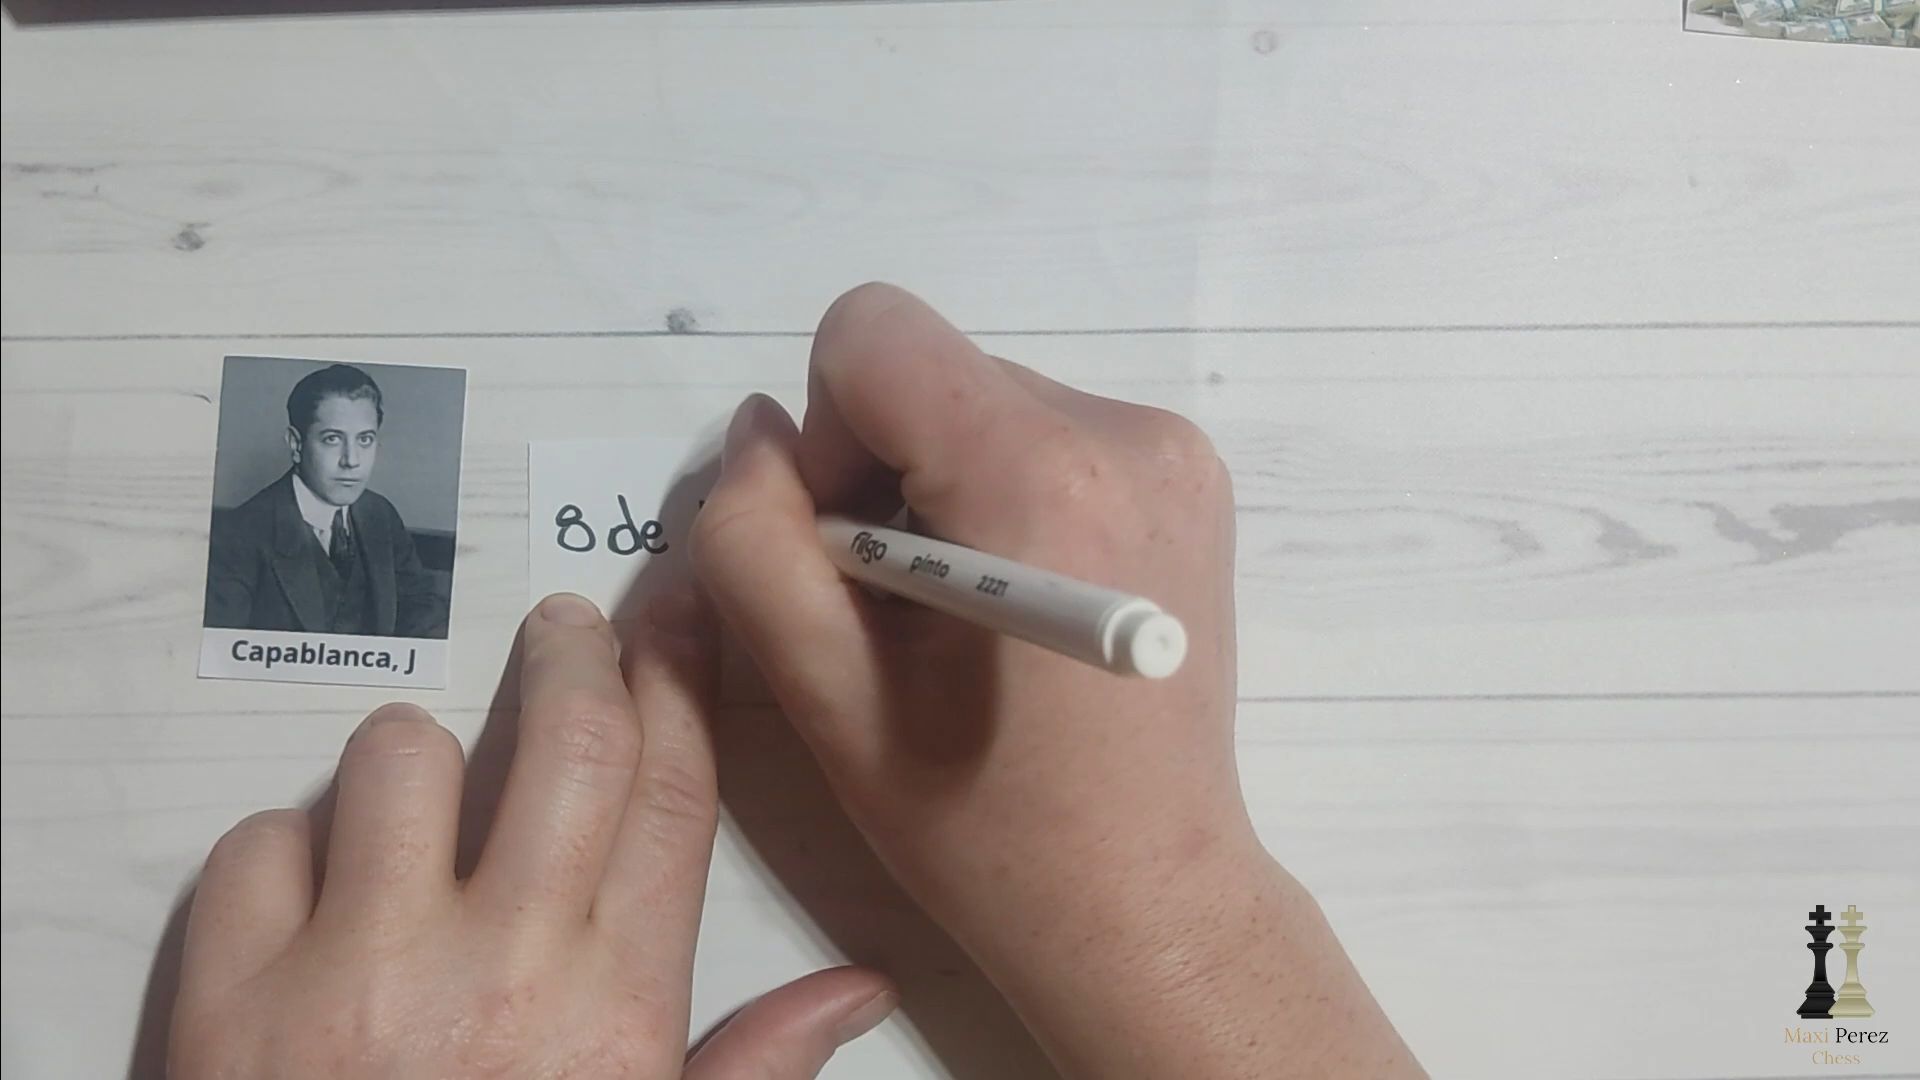 8 de
Capablanca, J
filgo pinto 2221
Maxi Perez
Chess